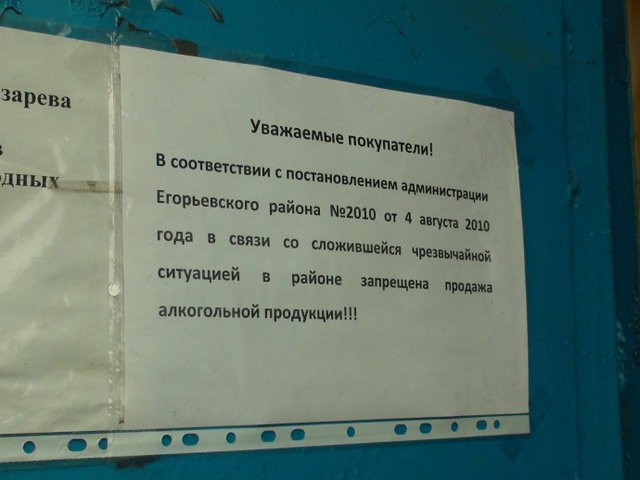 Уважаемые покупатели!
В соответствии с постановлением администрации
Егорьевского района №2010 от 4 августа 2010
года в связи со сложившейся чрезвычайной
ситуацией в районе запрещена продажа
алкогольной продукции!!!
зарева
в
одных